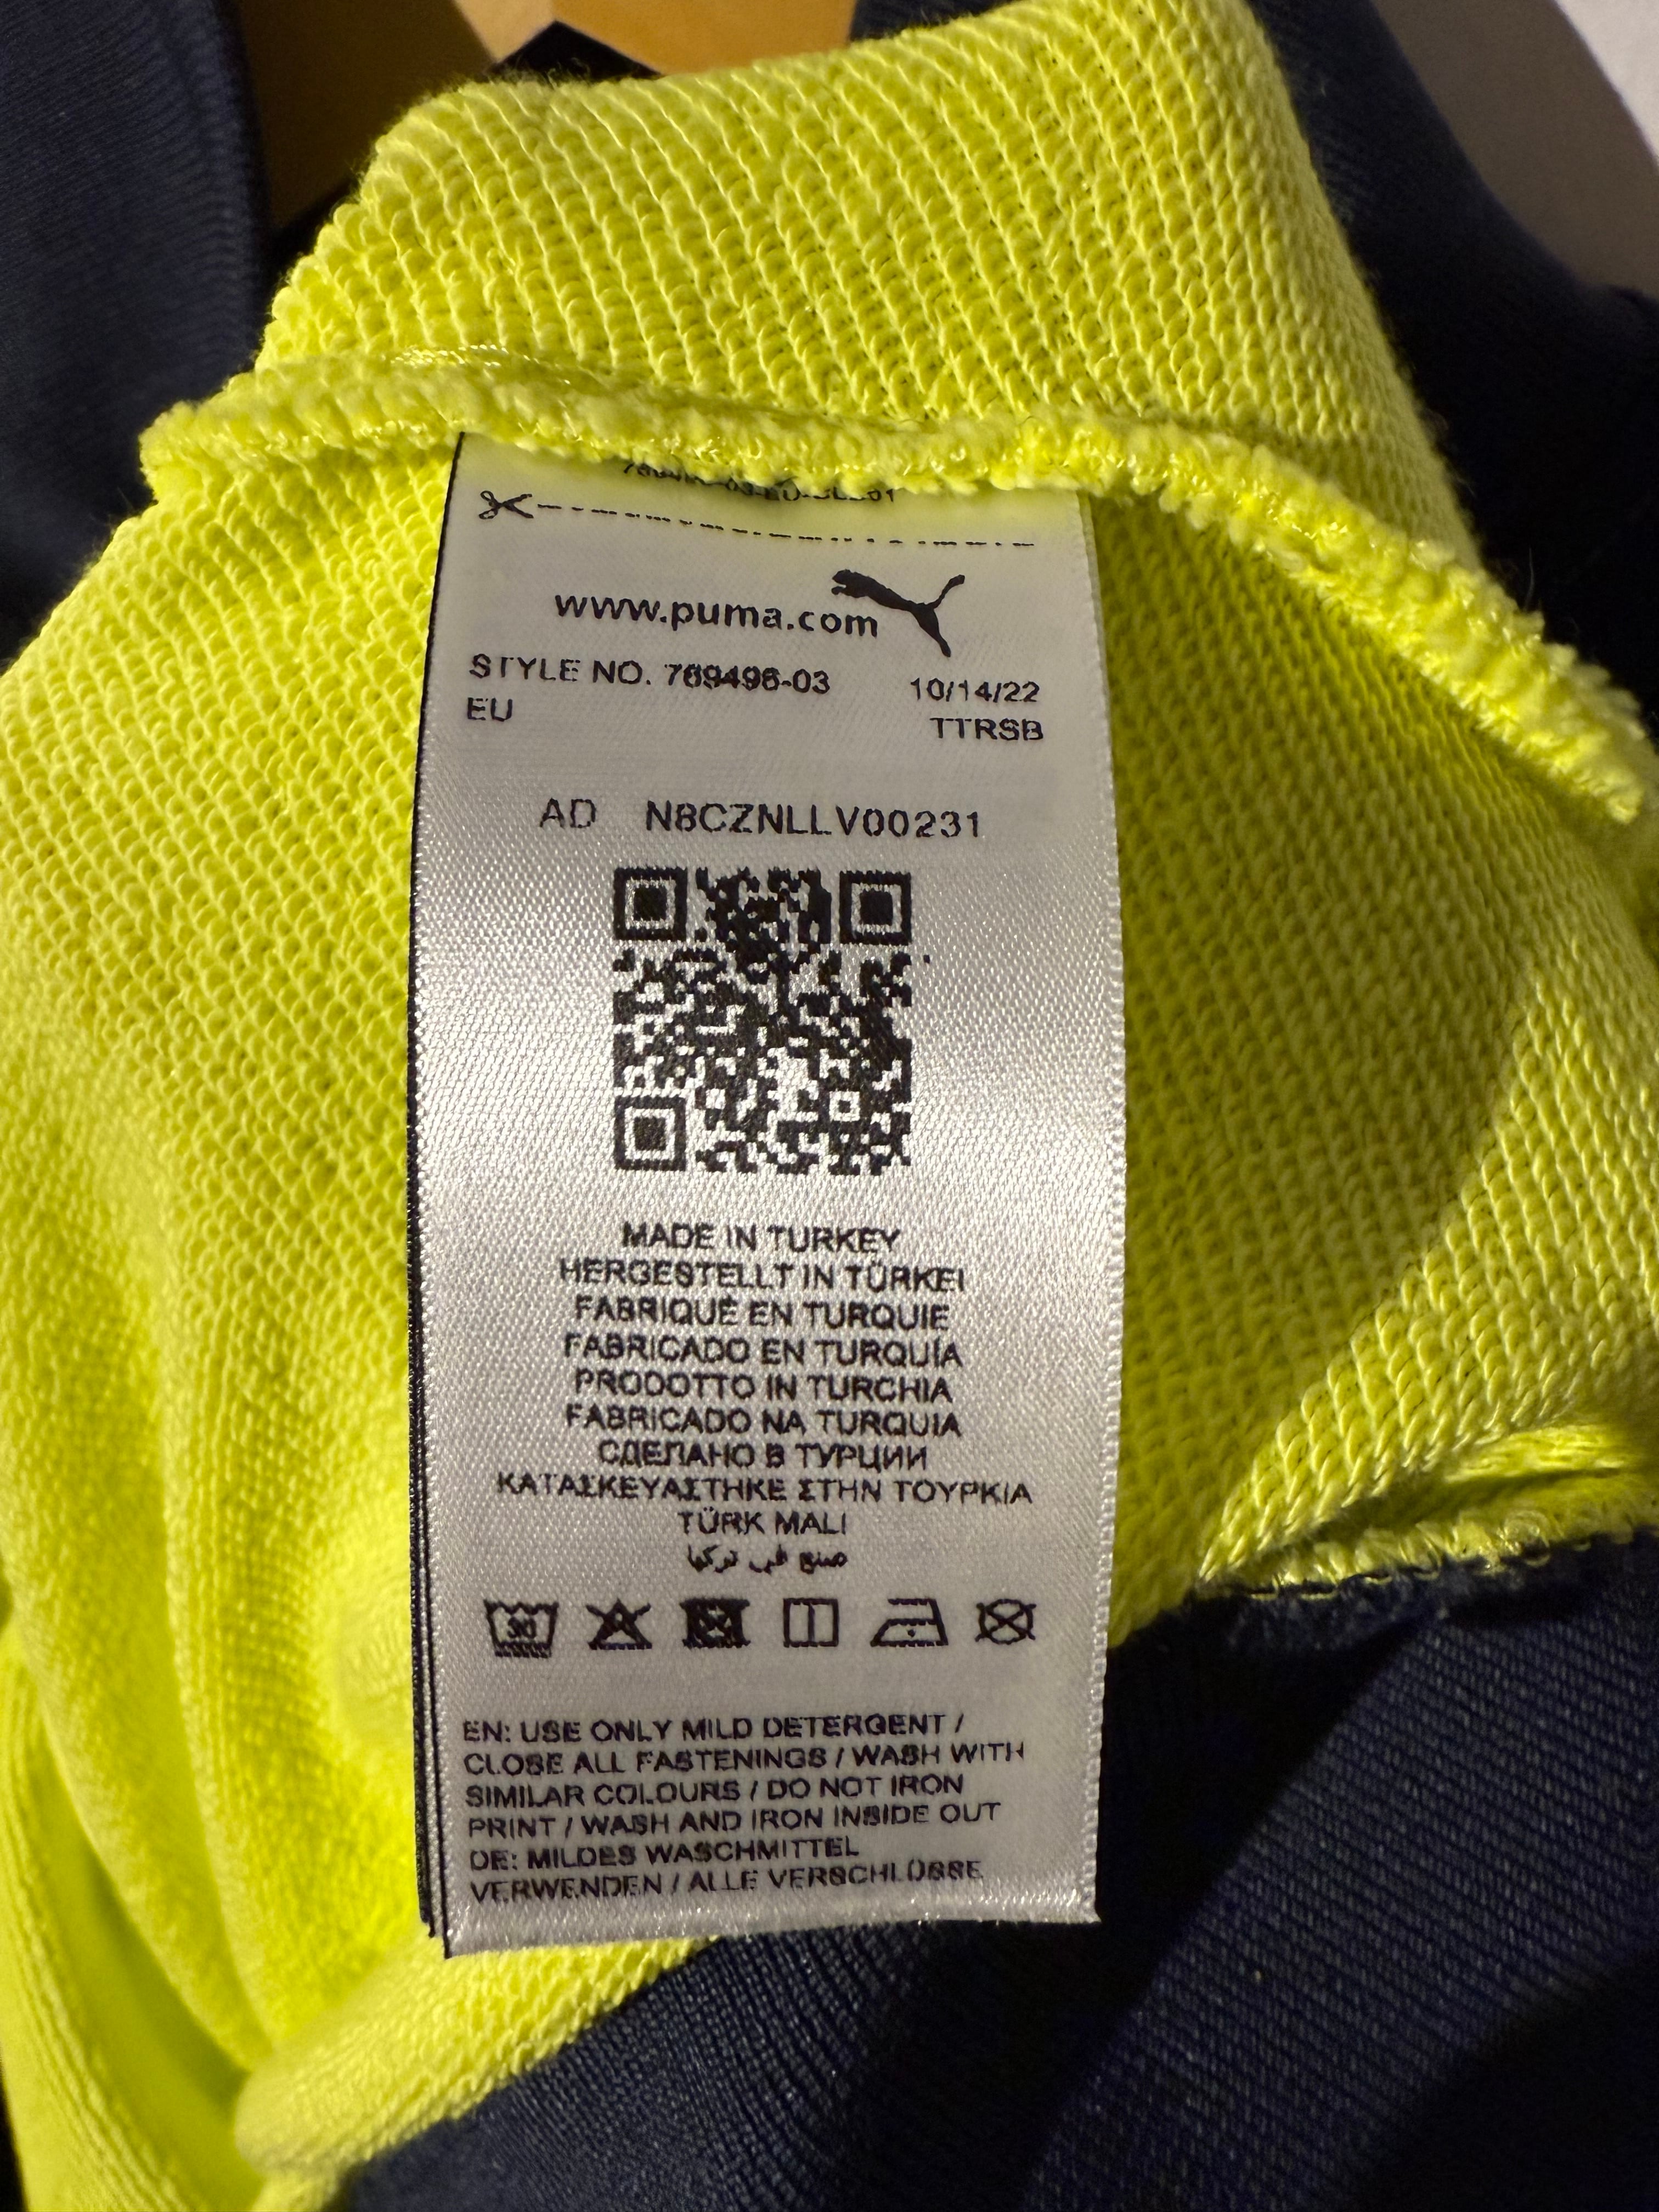 www.puma.com
STYLE NO. 769496-03 10/14/22
EU TTRSB
AD N8CZNLLV00231
MADE IN TURKEY
HERGESTELLT IN TÜRKEI
FABRIQUÉ EN TURQUIE
FABRICADO EN TURQUÍA
PRODOTTO IN TURCHIA
FABRICADO NA TURQUIA
СДЕЛАНО В ТУРЦИИ
ΚΑΤΑΣΚΕΥΑΣΤΗΚΕ ΣΤΗΝ ΤΟΥΡΚΙΑ
TÜRK MALI
صنع في تركيا
30
EN: USE ONLY MILD DETERGENT /
CLOSE ALL FASTENINGS / WASH WITH
SIMILAR COLOURS / DO NOT IRON
PRINT / WASH AND IRON INSIDE OUT
DE: MILDES WASCHMITTEL
VERWENDEN / ALLE VERSCHLÜSSE